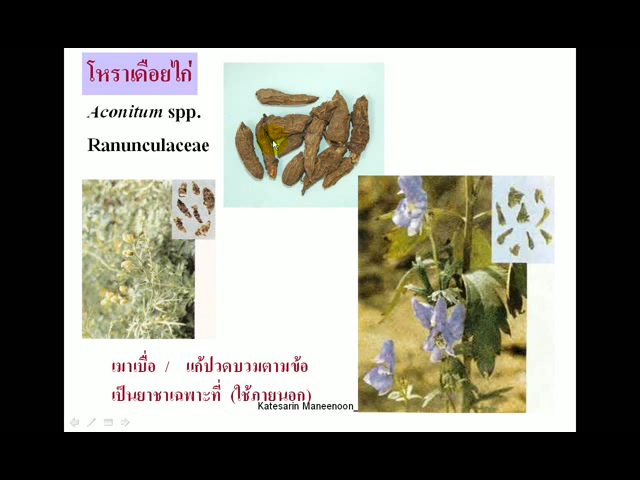 โหราเดือยไก่
Aconitum spp.
Ranunculaceae
เมาเบื่อ / แก้ปวดบวมตามข้อ
เป็นยาชาเฉพาะที่ (ใช้ภายนอก)
Katesarin Maneenoon_